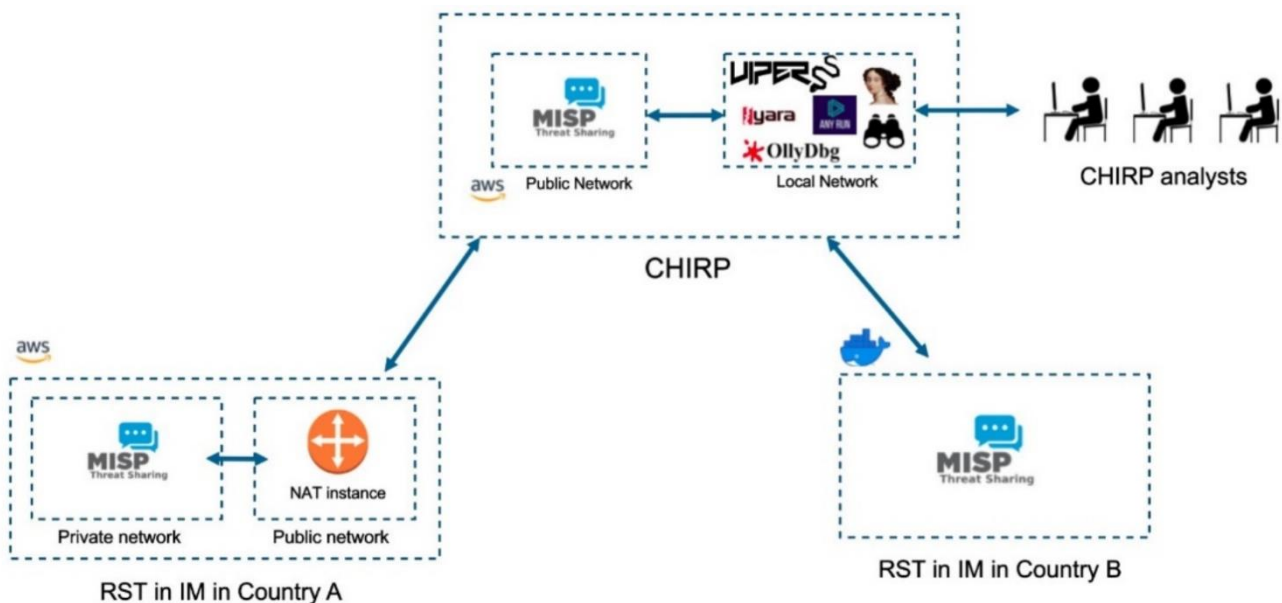 VIPER
MISP
Threat Sharing
yara
ANY RUN
OllyDbg
Public Network
Local Network
aws
CHIRP analysts
CHIRP
aws
MISP
Threat Sharing
NAT instance
Private network
Public network
RST in IM in Country A
MISP
Threat Sharing
RST in IM in Country B